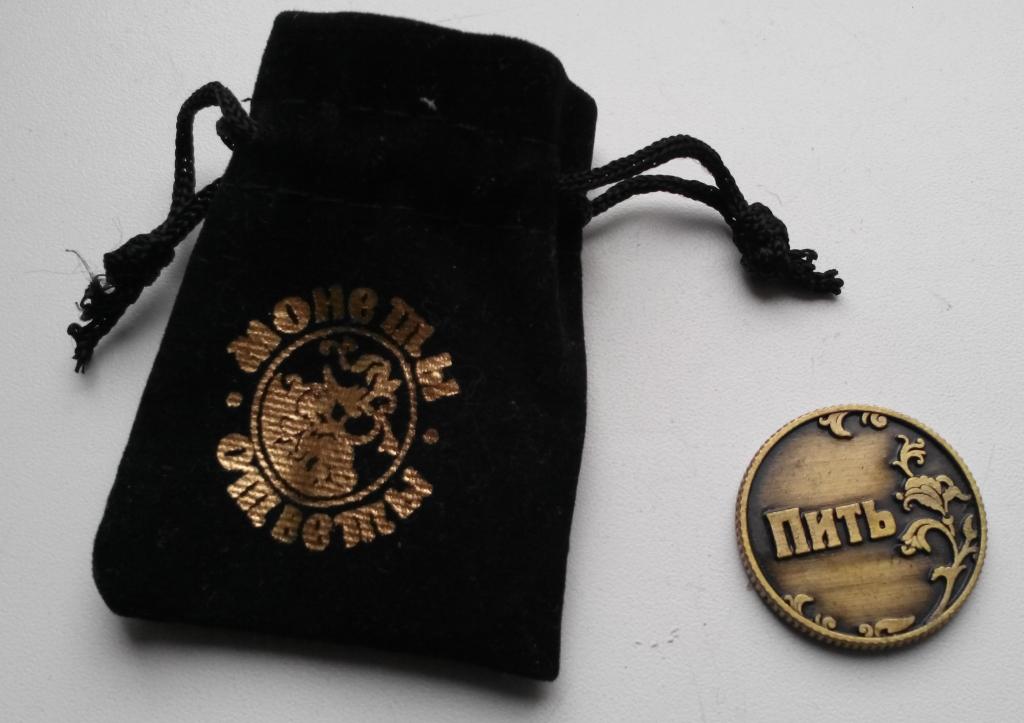 монеты
ответы
Пить